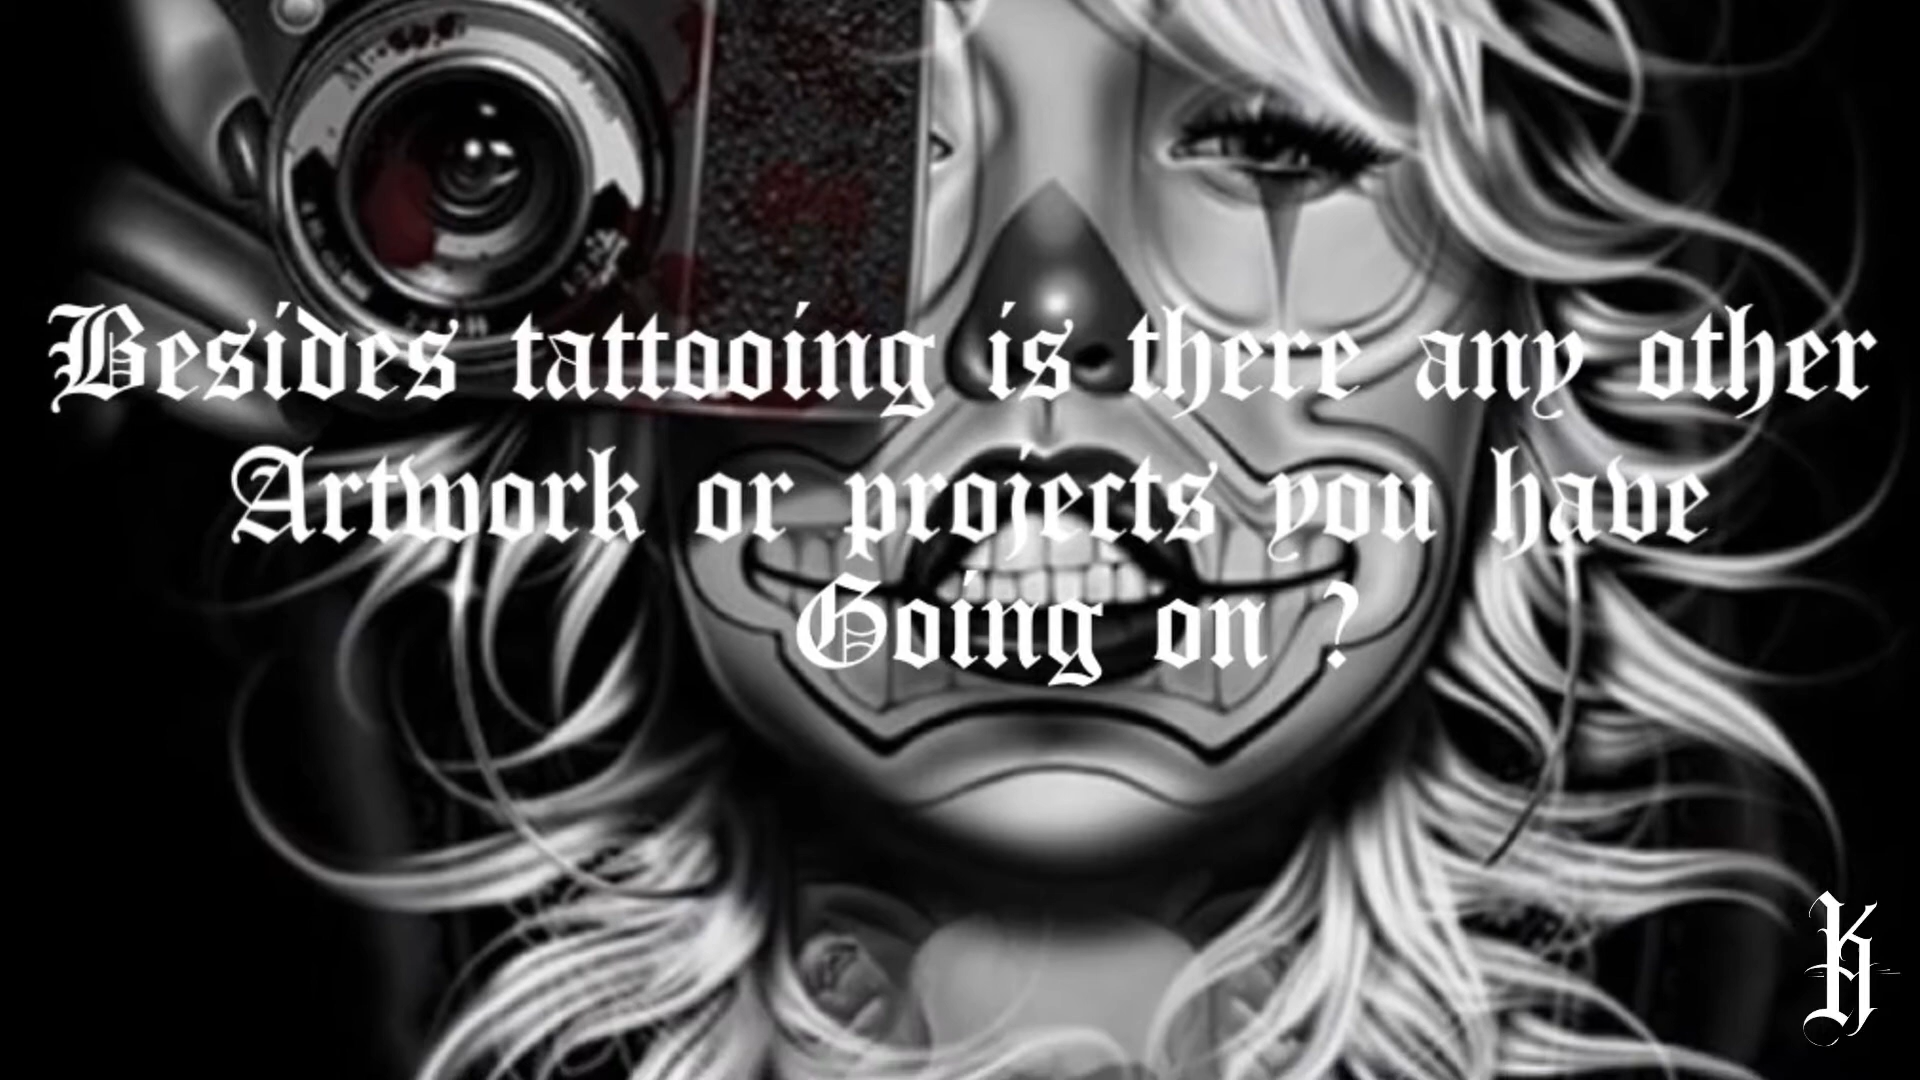 Besides tattooing is there any other
Artwork or projects you have
Going on ?